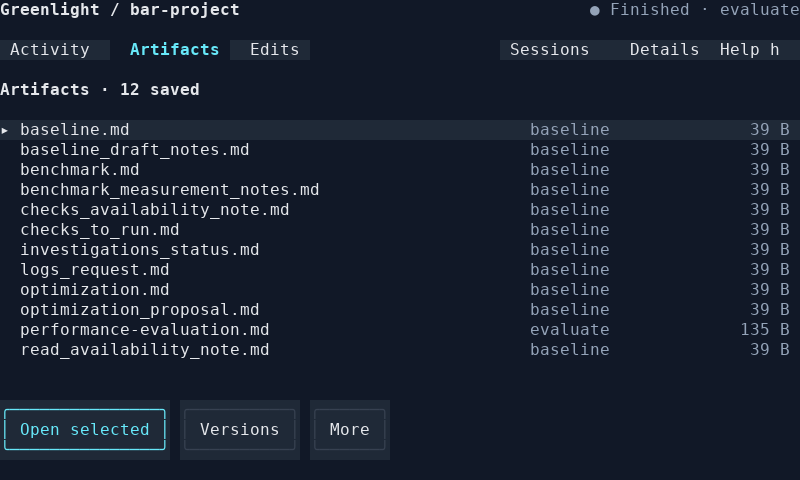 Greenlight / bar-project ● Finished · evaluate
Activity Artifacts Edits Sessions Details Help h
Artifacts · 12 saved
▸ baseline.md baseline 39 B
baseline_draft_notes.md baseline 39 B
benchmark.md baseline 39 B
benchmark_measurement_notes.md baseline 39 B
checks_availability_note.md baseline 39 B
checks_to_run.md baseline 39 B
investigations_status.md baseline 39 B
logs_request.md baseline 39 B
optimization.md baseline 39 B
optimization_proposal.md baseline 39 B
performance-evaluation.md evaluate 135 B
read_availability_note.md baseline 39 B
Open selected Versions More